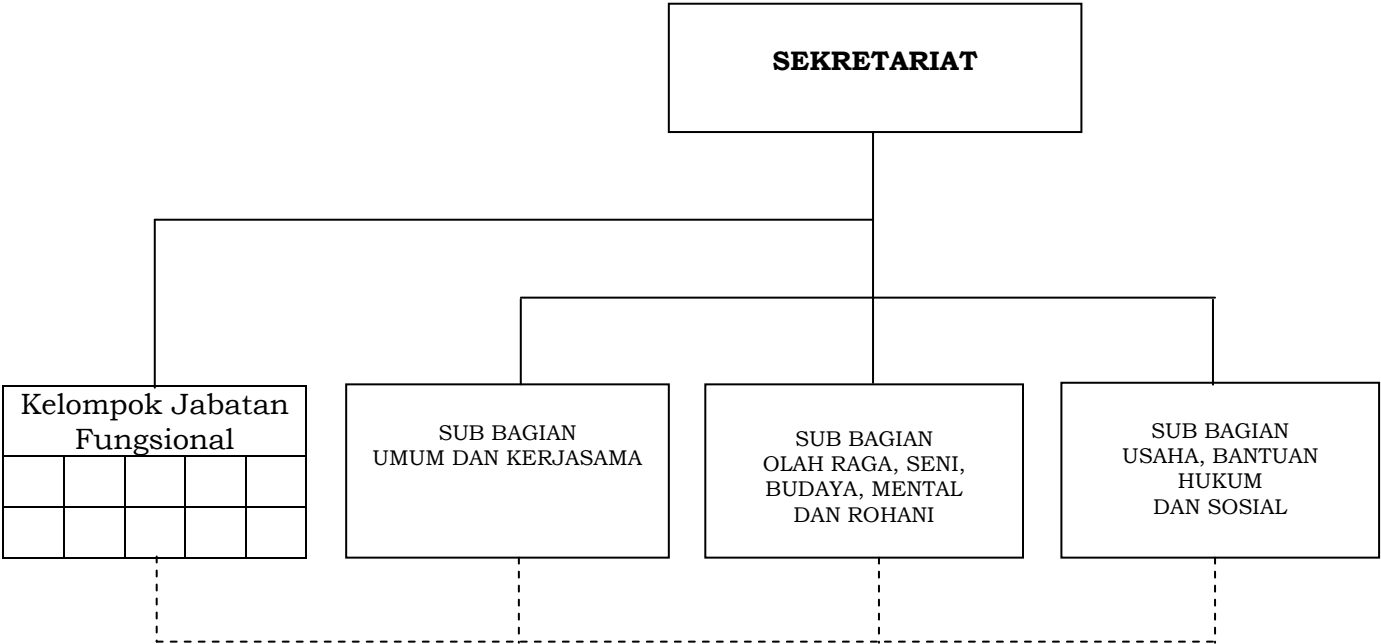 SEKRETARIAT
Kelompok Jabatan
Fungsional
SUB BAGIAN
UMUM DAN KERJASAMA
SUB BAGIAN
OLAH RAGA, SENI,
BUDAYA, MENTAL
DAN ROHANI
SUB BAGIAN
USAHA, BANTUAN
HUKUM
DAN SOSIAL